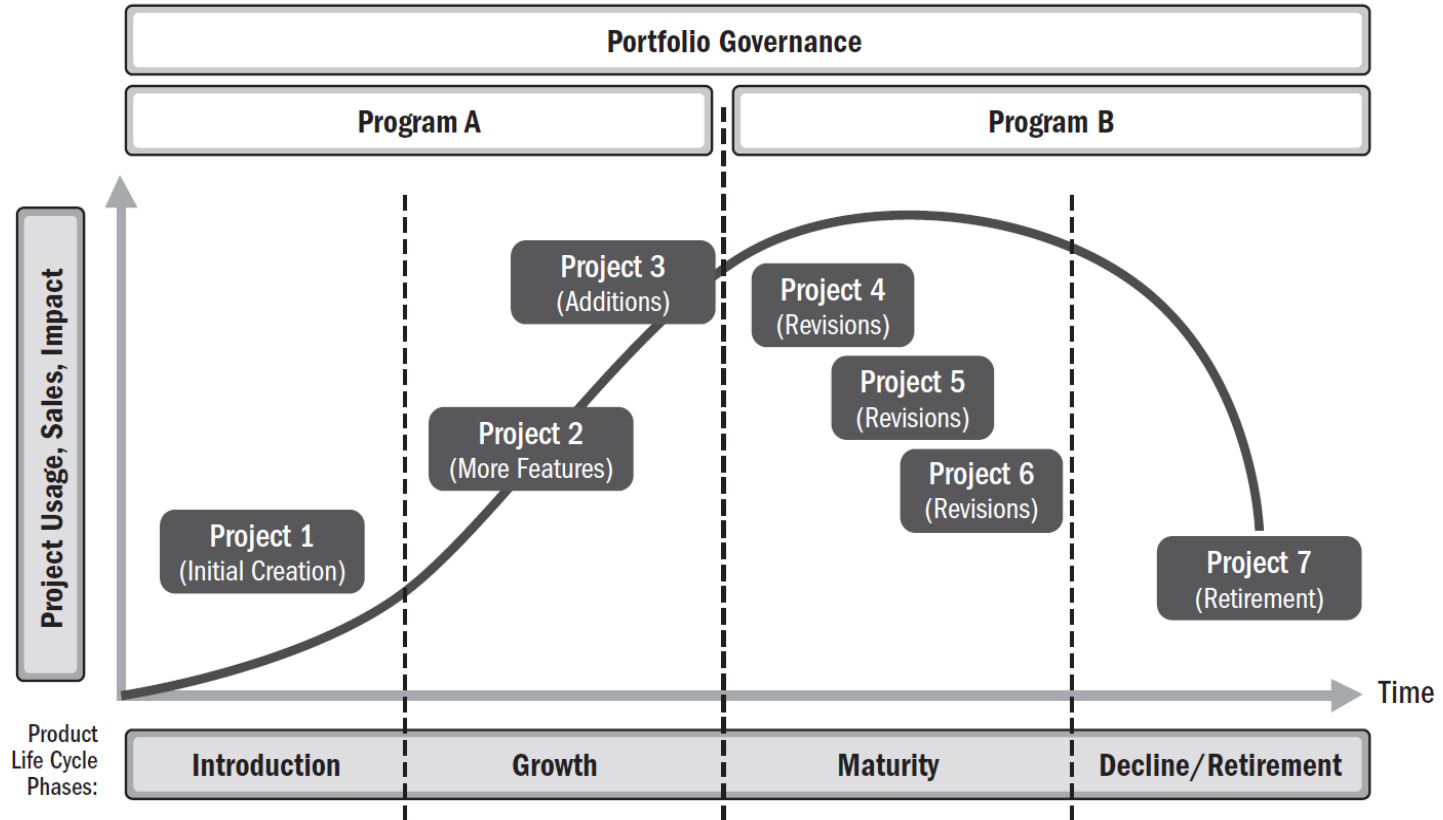 Portfolio Governance
Program A
Program B
Project Usage, Sales, Impact
Project 3
(Additions)
Project 4
(Revisions)
Project 5
(Revisions)
Project 2
(More Features)
Project 6
(Revisions)
Project 1
(Initial Creation)
Project 7
(Retirement)
Time
Product
Life Cycle
Phases:
Introduction
Growth
Maturity
Decline/Retirement